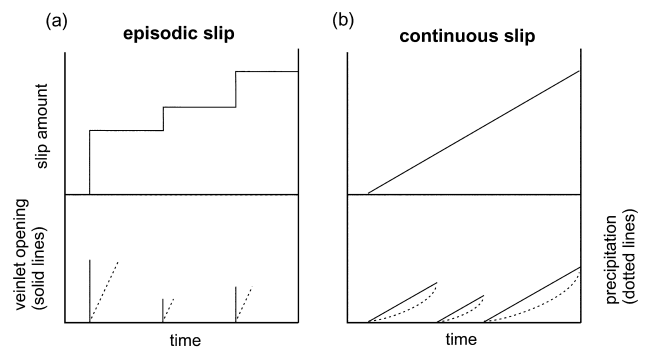 (a)
episodic slip
(b)
continuous slip
slip amount
veinlet opening
(solid lines)
precipitation
(dotted lines)
time
time